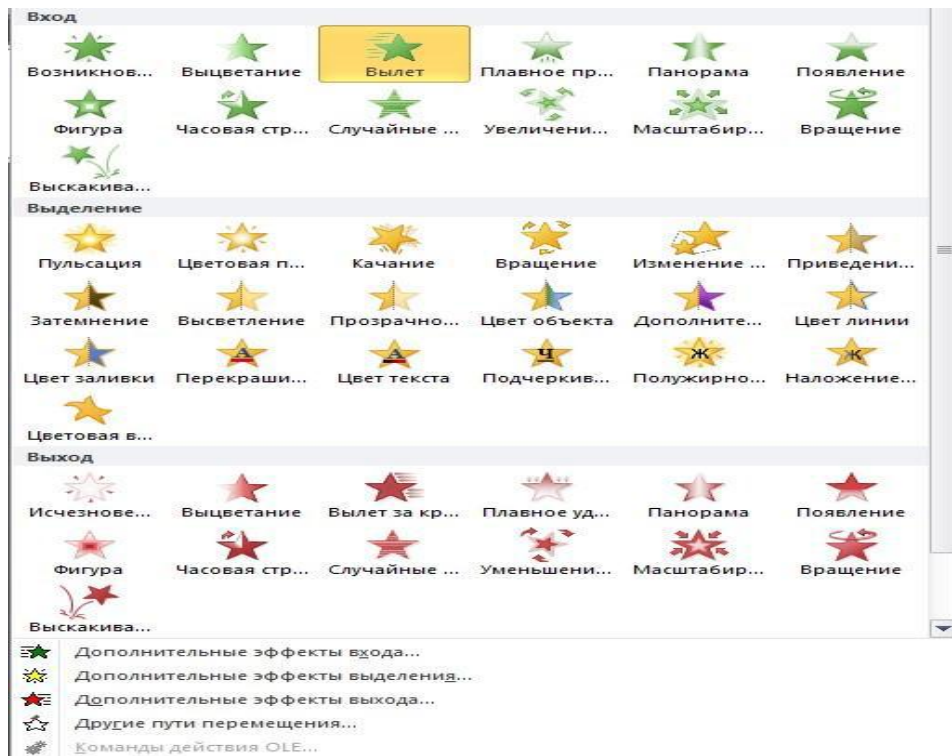 Вход
Возникнов... Выцветание Вылет Плавное пр... Панорама Появление
Фигура Часовая стр... Случайные ... Увеличени... Масштабир... Вращение
Выскакива...
Выделение
Пульсация Цветовая п... Качание Вращение Изменение ... Приведени...
Затемнение Высветление Прозрачно... Цвет объекта Дополните... Цвет линии
Цвет заливки Перекраши... Цвет текста Подчеркив... Полужирно... Наложение...
Цветовая в...
Выход
Исчезнове... Выцветание Вылет за кр... Плавное уд... Панорама Появление
Фигура Часовая стр... Случайные ... Уменьшени... Масштабир... Вращение
Выскакива...
Дополнительные эффекты входа...
Дополнительные эффекты выделения...
Дополнительные эффекты выхода...
Другие пути перемещения...
Команды действия OLE...